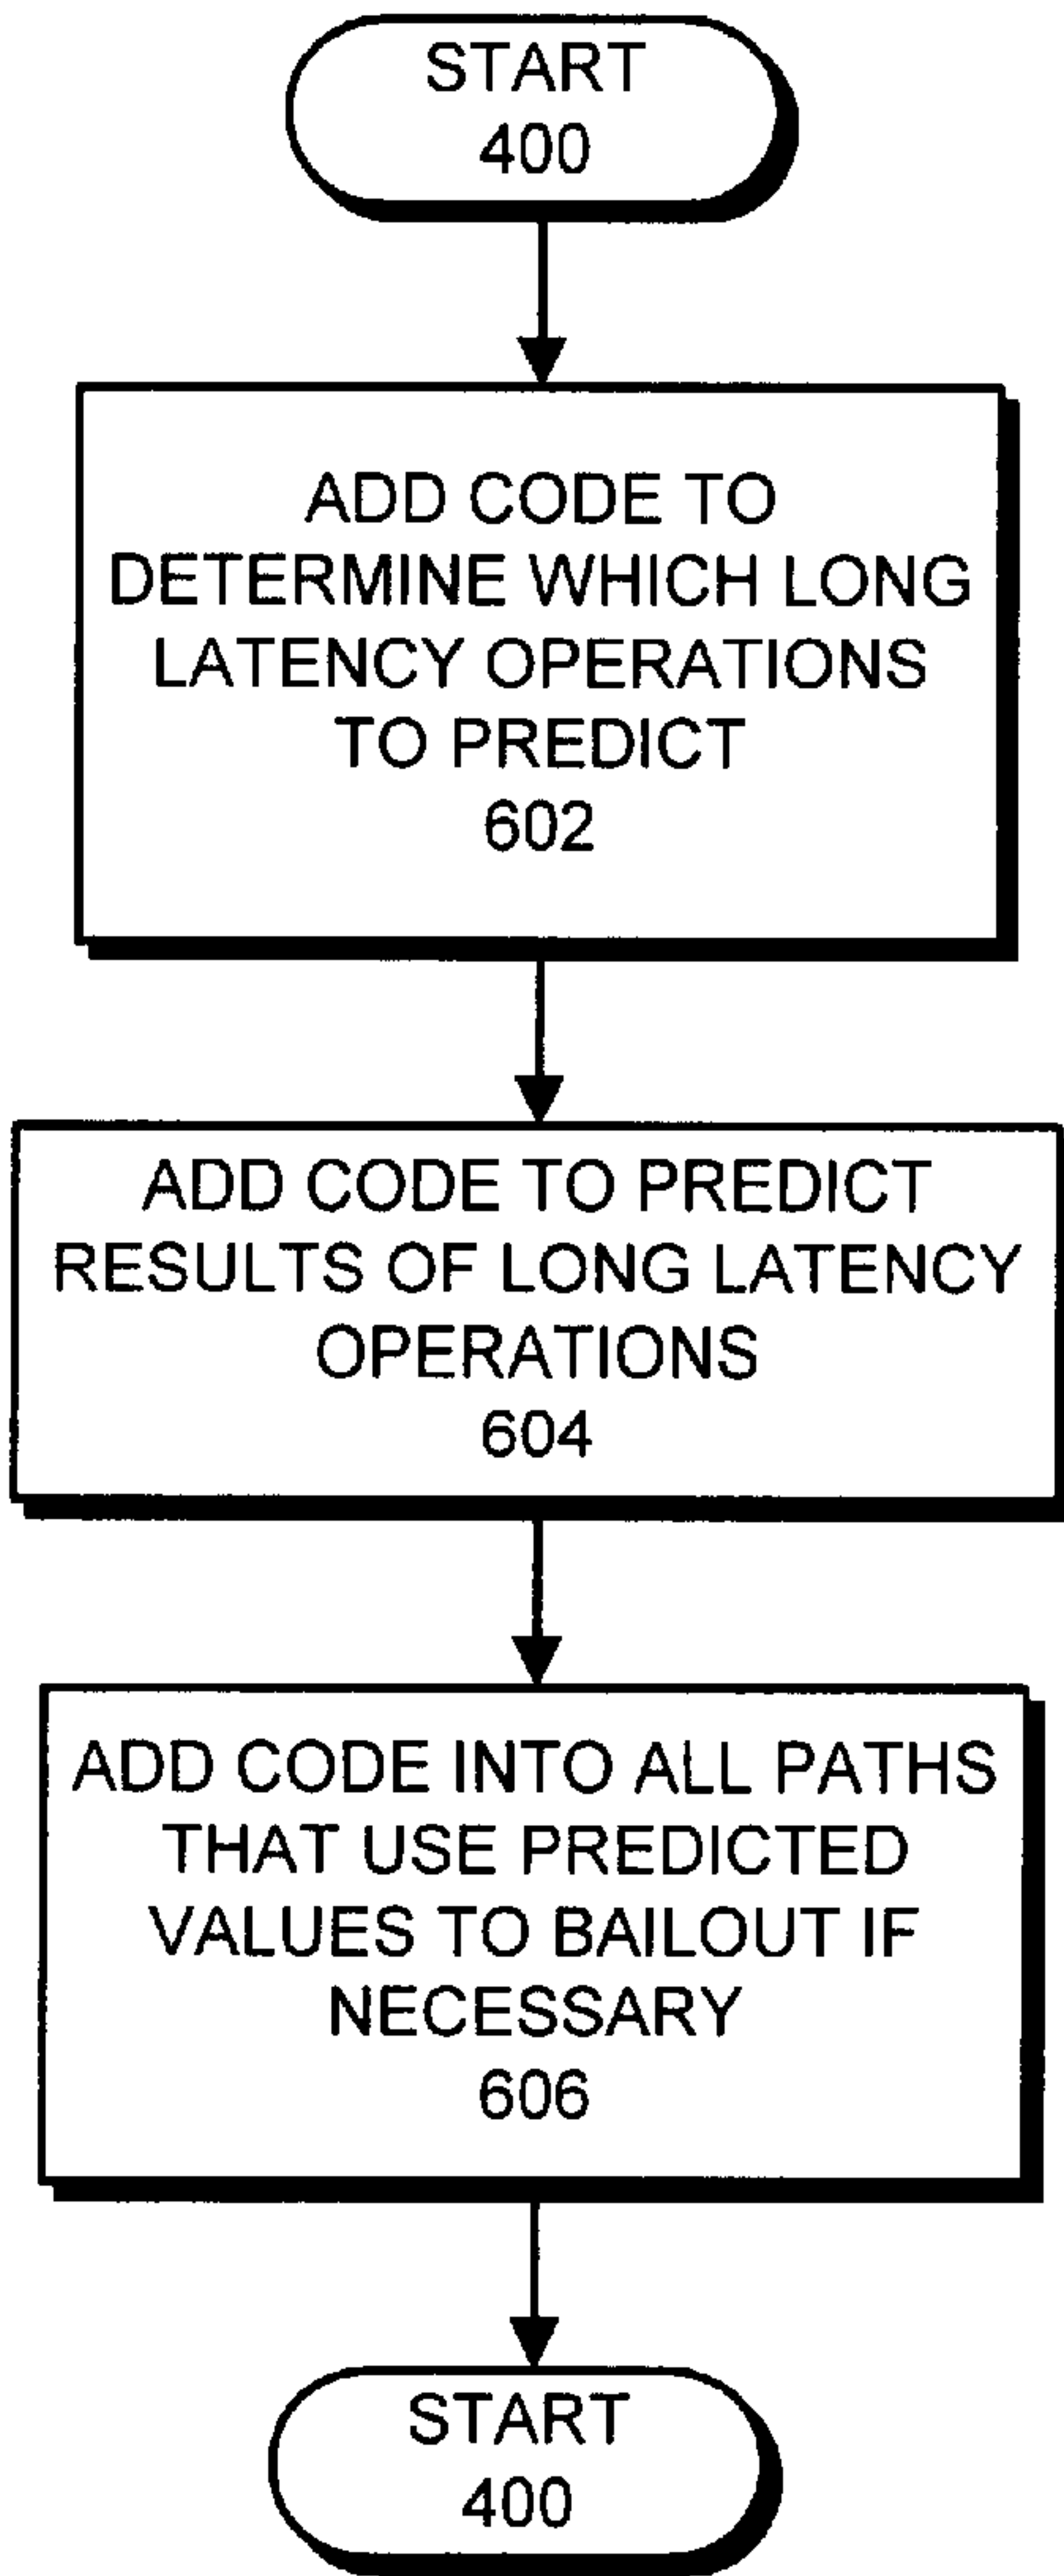 START
400
ADD CODE TO
DETERMINE WHICH LONG
LATENCY OPERATIONS
TO PREDICT
602
ADD CODE TO PREDICT
RESULTS OF LONG LATENCY
OPERATIONS
604
ADD CODE INTO ALL PATHS
THAT USE PREDICTED
VALUES TO BAILOUT IF
NECESSARY
606
START
400